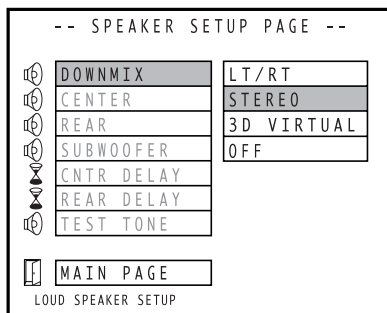 -- SPEAKER SETUP PAGE --
DOWNMIX
CENTER
REAR
SUBWOOFER
CNTR DELAY
REAR DELAY
TEST TONE
LT/RT
STEREO
3D VIRTUAL
OFF
MAIN PAGE
LOUD SPEAKER SETUP